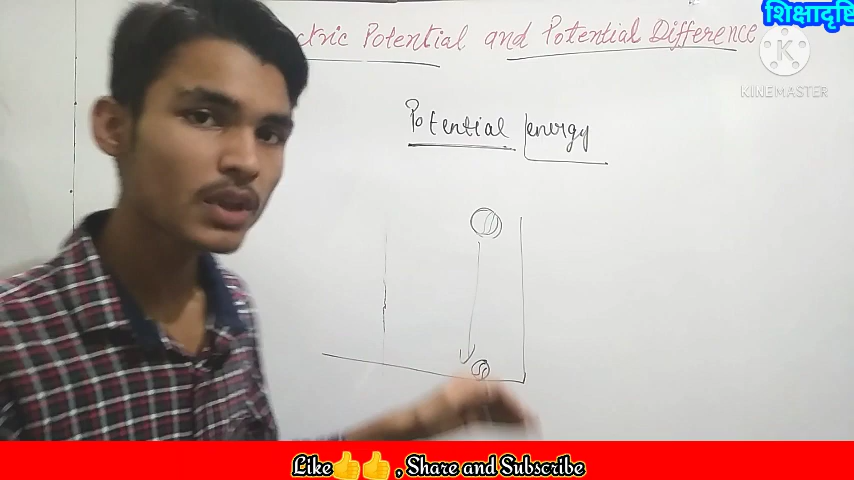 शिक्षादृष्टि
ctric Potential and Potential Difference
K
KINEMASTER
Potential energy
Like👍👍, Share and Subscribe